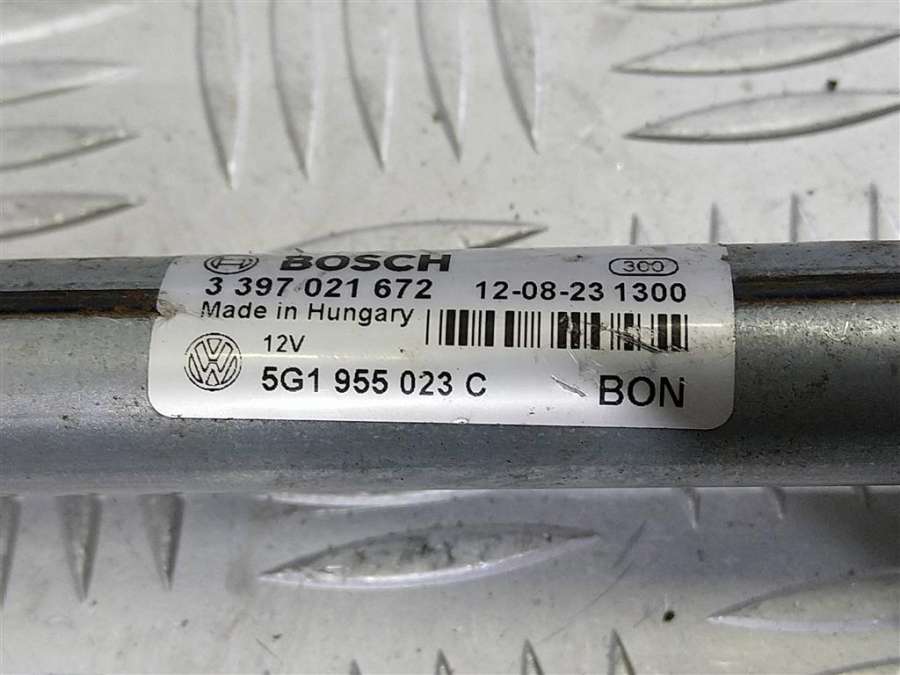 BOSCH 300
3 397 021 672 12-08-23 1300
Made in Hungary
12V
5G1 955 023 C BON